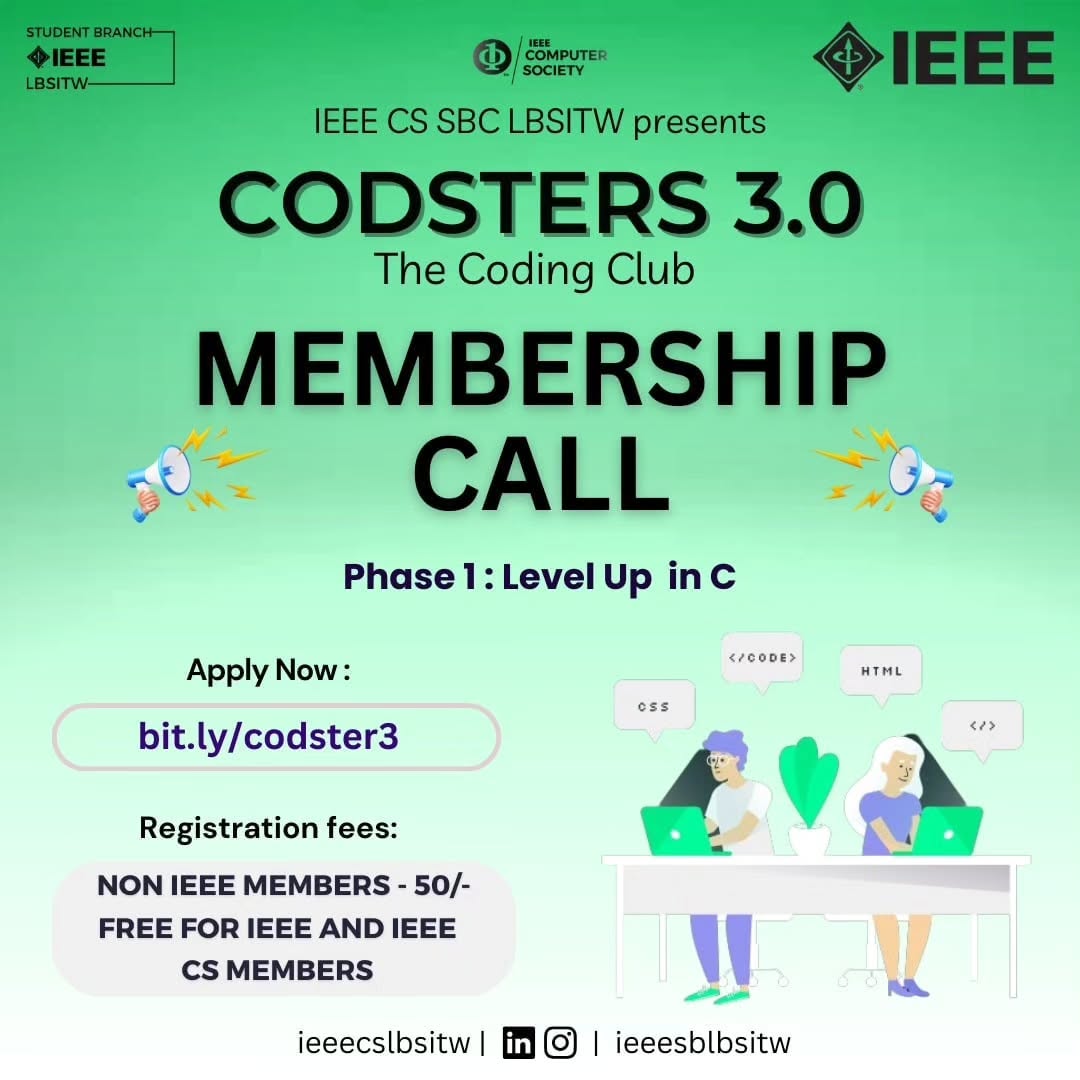 STUDENT BRANCH
IEEE
LBSITW
IEEE
COMPUTER
SOCIETY
IEEE
IEEE CS SBC LBSITW presents
CODSTERS 3.0
The Coding Club
MEMBERSHIP
CALL
Phase 1 : Level Up in C
Apply Now :
bit.ly/codster3
Registration fees:
NON IEEE MEMBERS - 50/-
FREE FOR IEEE AND IEEE
CS MEMBERS
</CODE>
HTML
CSS
</>
ieeecslbsitw | | ieeesblbsitw